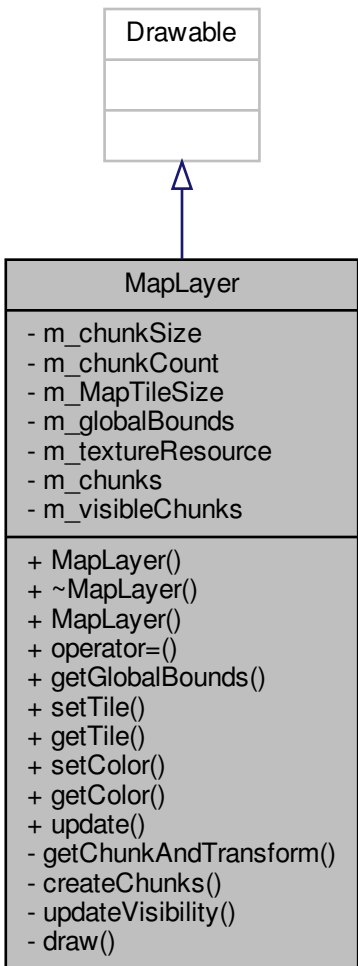 Drawable
MapLayer
- m_chunkSize
- m_chunkCount
- m_MapTileSize
- m_globalBounds
- m_textureResource
- m_chunks
- m_visibleChunks
+ MapLayer()
+ ~MapLayer()
+ MapLayer()
+ operator=()
+ getGlobalBounds()
+ setTile()
+ getTile()
+ setColor()
+ getColor()
+ update()
- getChunkAndTransform()
- createChunks()
- updateVisibility()
- draw()